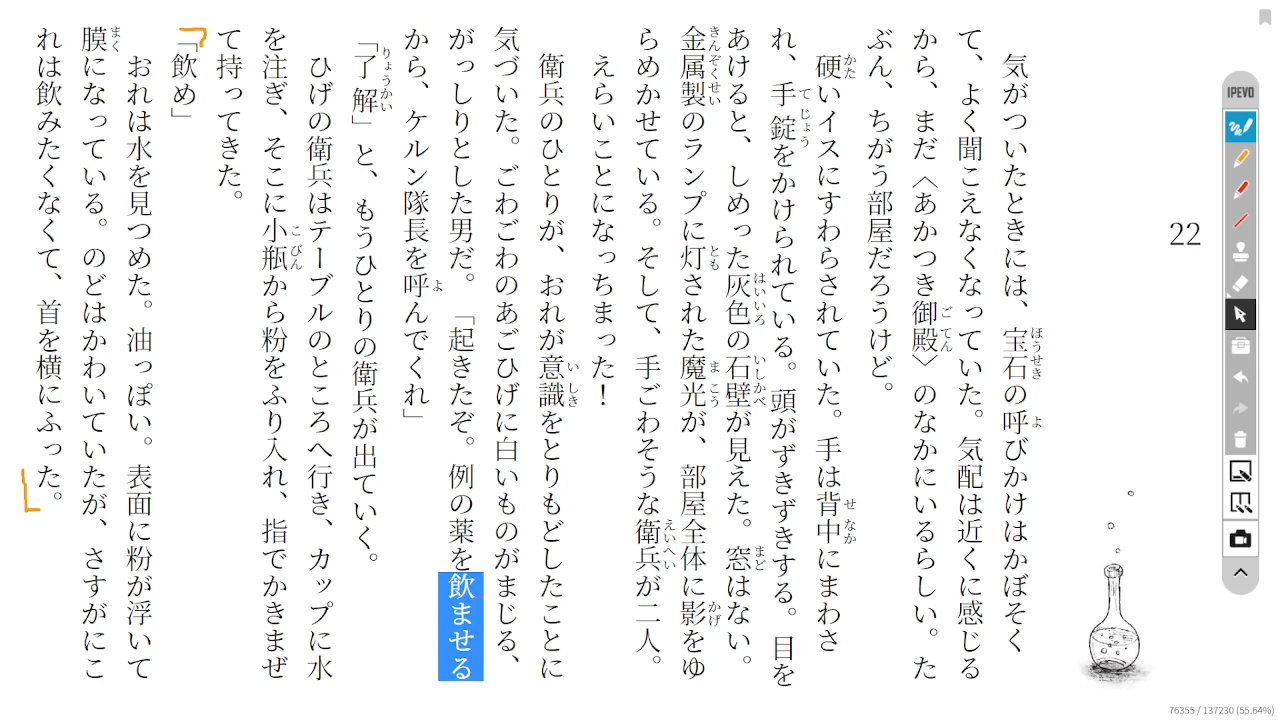 22
気がついたときには、宝石の呼びかけはかぼそく
て、よく聞こえなくなっていた。気配は近くに感じる
から、まだ〈あかつき御殿〉のなかにいるらしい。た
ぶん、ちがう部屋だろうけど。
硬いイスにすわらされていた。手は背中にまわさ
れ、手錠をかけられている。頭がずきずきする。目を
あけると、しめった灰色の石壁が見えた。窓はない。
金属製のランプに灯された魔光が、部屋全体に影をゆ
らめかせている。そして、手ごわそうな衛兵が二人。
えらいことになっちまった！
衛兵のひとりが、おれが意識をとりもどしたことに
気づいた。ごわごわのあごひげに白いものがまじる、
がっしりとした男だ。「起きたぞ。例の薬を飲ませる
から、ケルン隊長を呼んでくれ」
「了解」と、もうひとりの衛兵が出ていく。
ひげの衛兵はテーブルのところへ行き、カップに水
を注ぎ、そこに小瓶から粉をふり入れ、指でかきまぜ
て持ってきた。
「飲め」
おれは水を見つめた。油っぽい。表面に粉が浮いて
膜になっている。のどはかわいていたが、さすがにこ
れは飲みたくなくて、首を横にふった。
IPEVO
76355 / 137230 (55.64%)